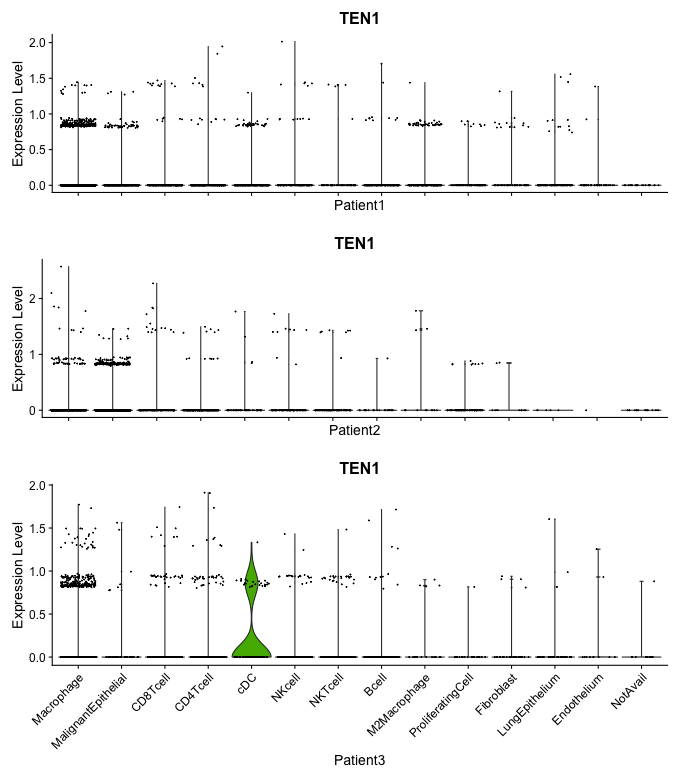 TEN1
Expression Level
2.0
1.5
1.0
0.5
0.0
Patient1
TEN1
Expression Level
2
1
0
Patient2
TEN1
Expression Level
2.0
1.5
1.0
0.5
0.0
Macrophage
MalignantEpithelial
CD8Tcell
CD4Tcell
cDC
NKcell
NKTcell
Bcell
M2Macrophage
ProliferatingCell
Fibroblast
LungEpithelium
Endothelium
NotAvail
Patient3